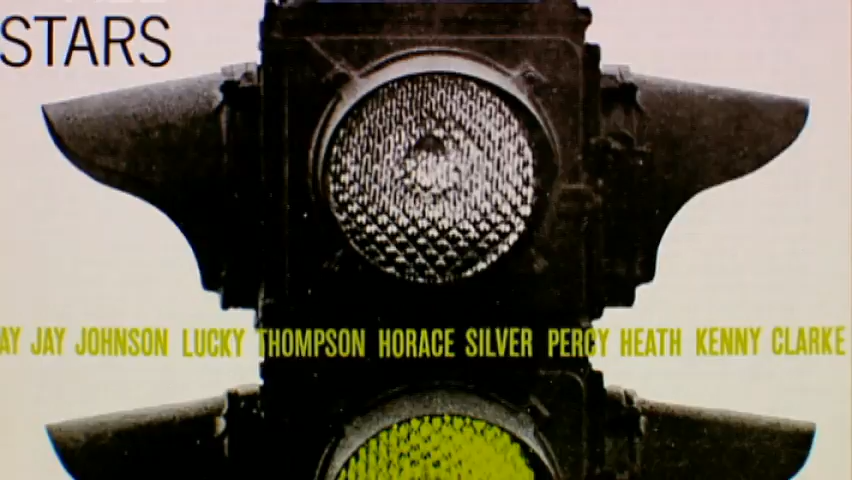 STARS
AY JAY JOHNSON LUCKY THOMPSON HORACE SILVER PERCY HEATH KENNY CLARKE